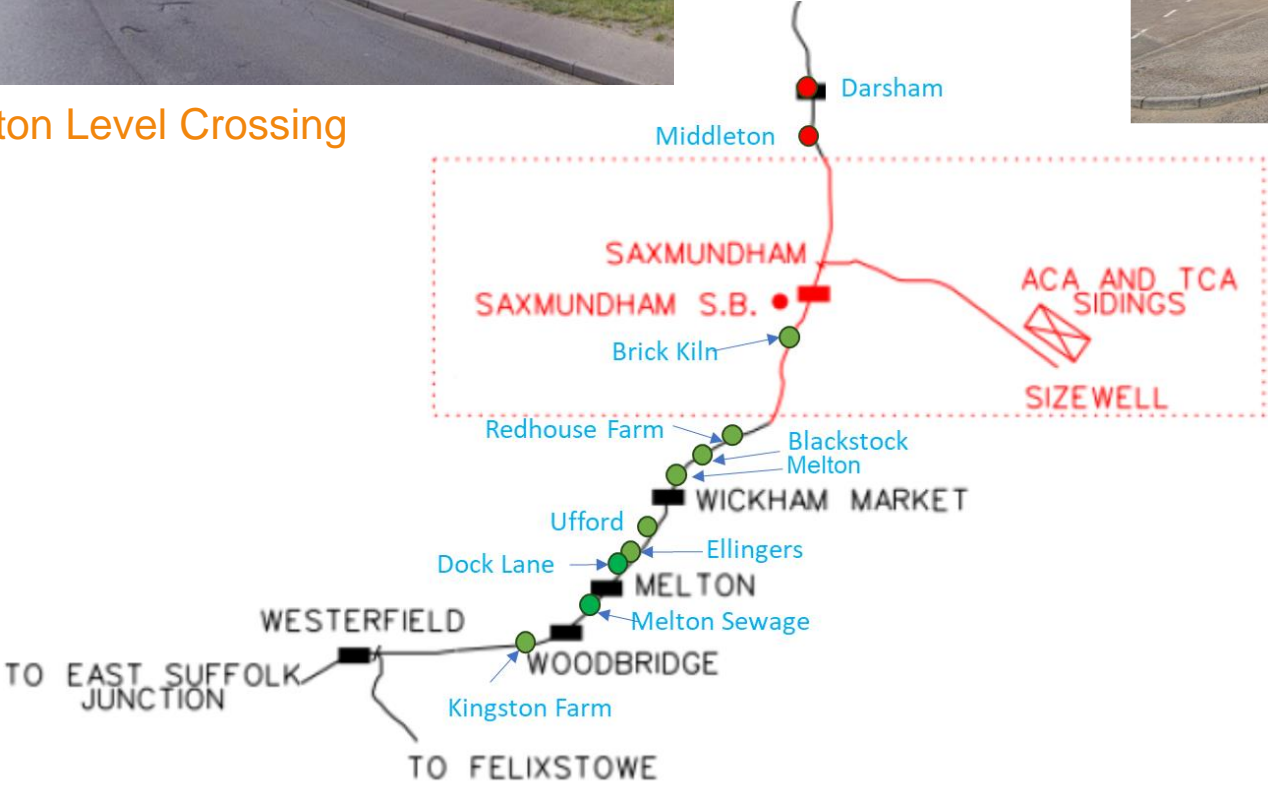 ton Level Crossing
Darsham
Middleton
SAXMUNDHAM
ACA AND TCA
SIDINGS
SAXMUNDHAM S.B.
Brick Kiln
SIZEWELL
Redhouse Farm
Blackstock
Melton
WICKHAM MARKET
Ufford
Ellingers
Dock Lane
MELTON
WESTERFIELD
Melton Sewage
WOODBRIDGE
TO EAST SUFFOLK
JUNCTION
Kingston Farm
TO FELIXSTOWE